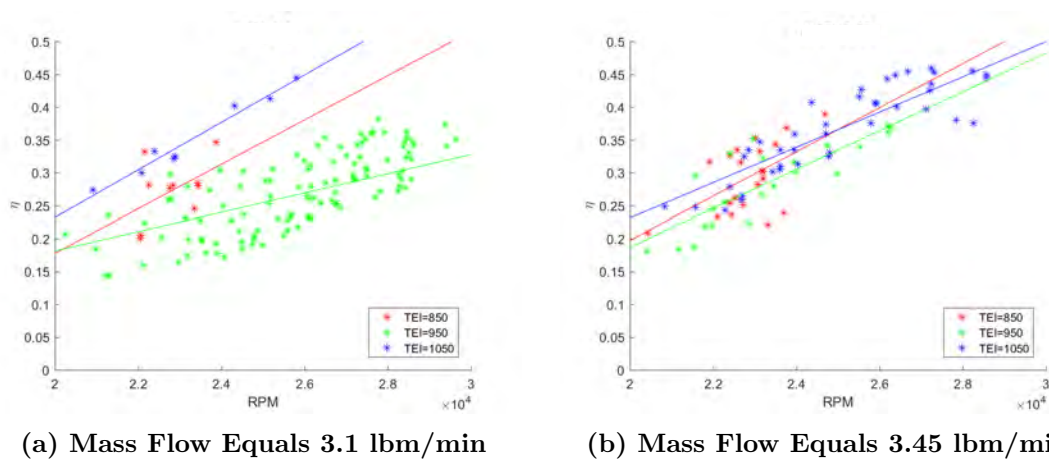 0.5
0.45
0.4
0.35
0.3
0.25
0.2
0.15
0.1
0.05
0
η
2 2.2 2.4 2.6 2.8 3
RPM
×10⁴
TEI=850
TEI=950
TEI=1050
(a) Mass Flow Equals 3.1 lbm/min
0.5
0.45
0.4
0.35
0.3
0.25
0.2
0.15
0.1
0.05
0
η
2 2.2 2.4 2.6 2.8 3
RPM
×10⁴
TEI=850
TEI=950
TEI=1050
(b) Mass Flow Equals 3.45 lbm/mi